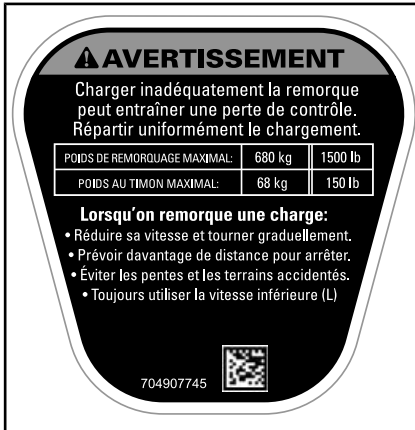 AVERTISSEMENT
Charger inadéquatement la remorque
peut entraîner une perte de contrôle.
Répartir uniformément le chargement.
POIDS DE REMORQUAGE MAXIMAL: 680 kg 1500 lb
POIDS AU TIMON MAXIMAL: 68 kg 150 lb
Lorsqu'on remorque une charge:
• Réduire sa vitesse et tourner graduellement.
• Prévoir davantage de distance pour arrêter.
• Éviter les pentes et les terrains accidentés.
• Toujours utiliser la vitesse inférieure (L)
704907745